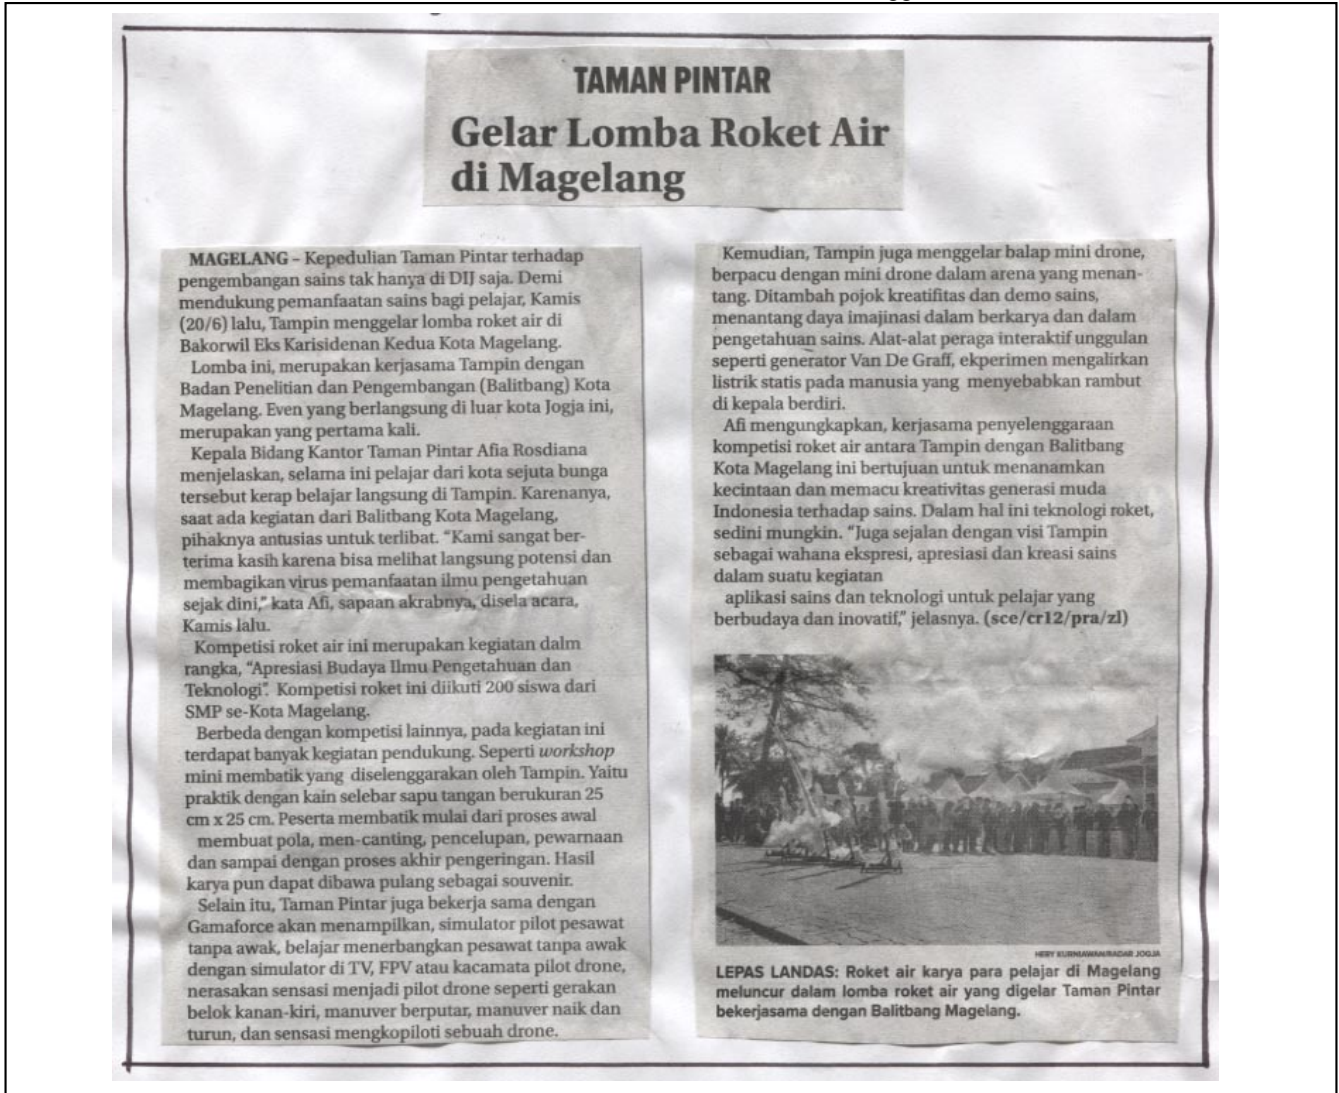 TAMAN PINTAR
Gelar Lomba Roket Air
di Magelang
MAGELANG – Kepedulian Taman Pintar terhadap
pengembangan sains tak hanya di DIJ saja. Demi
mendukung pemanfaatan sains bagi pelajar, Kamis
(20/6) lalu, Tampin menggelar lomba roket air di
Bakorwil Eks Karisidenan Kedua Kota Magelang.
Lomba ini, merupakan kerjasama Tampin dengan
Badan Penelitian dan Pengembangan (Balitbang) Kota
Magelang. Even yang berlangsung di luar kota Jogja ini,
merupakan yang pertama kali.
Kepala Bidang Kantor Taman Pintar Afia Rosdiana
menjelaskan, selama ini pelajar dari kota sejuta bunga
tersebut kerap belajar langsung di Tampin. Karenanya,
saat ada kegiatan dari Balitbang Kota Magelang,
pihaknya antusias untuk terlibat. “Kami sangat ber-
terima kasih karena bisa melihat langsung potensi dan
membagikan virus pemanfaatan ilmu pengetahuan
sejak dini,” kata Afi, sapaan akrabnya, disela acara,
Kamis lalu.
Kompetisi roket air ini merupakan kegiatan dalm
rangka, “Apresiasi Budaya Ilmu Pengetahuan dan
Teknologi”. Kompetisi roket ini diikuti 200 siswa dari
SMP se-Kota Magelang.
Berbeda dengan kompetisi lainnya, pada kegiatan ini
terdapat banyak kegiatan pendukung. Seperti workshop
mini membatik yang diselenggarakan oleh Tampin. Yaitu
praktik dengan kain selebar sapu tangan berukuran 25
cm x 25 cm. Peserta membatik mulai dari proses awal
membuat pola, men-canting, pencelupan, pewarnaan
dan sampai dengan proses akhir pengeringan. Hasil
karya pun dapat dibawa pulang sebagai souvenir.
Selain itu, Taman Pintar juga bekerja sama dengan
Gamaforce akan menampilkan, simulator pilot pesawat
tanpa awak, belajar menerbangkan pesawat tanpa awak
dengan simulator di TV, FPV atau kacamata pilot drone,
nerasakan sensasi menjadi pilot drone seperti gerakan
belok kanan-kiri, manuver berputar, manuver naik dan
turun, dan sensasi mengkopiloti sebuah drone.
Kemudian, Tampin juga menggelar balap mini drone,
berpacu dengan mini drone dalam arena yang menan-
tang. Ditambah pojok kreatifitas dan demo sains,
menantang daya imajinasi dalam berkarya dan dalam
pengetahuan sains. Alat-alat peraga interaktif unggulan
seperti generator Van De Graff, ekperimen mengalirkan
listrik statis pada manusia yang menyebabkan rambut
di kepala berdiri.
Afi mengungkapkan, kerjasama penyelenggaraan
kompetisi roket air antara Tampin dengan Balitbang
Kota Magelang ini bertujuan untuk menanamkan
kecintaan dan memacu kreativitas generasi muda
Indonesia terhadap sains. Dalam hal ini teknologi roket,
sedini mungkin. “Juga sejalan dengan visi Tampin
sebagai wahana ekspresi, apresiasi dan kreasi sains
dalam suatu kegiatan
aplikasi sains dan teknologi untuk pelajar yang
berbudaya dan inovatif,” jelasnya. (sce/cr12/pra/zl)
HERY KURNIAWAN/RADAR JOGJA
LEPAS LANDAS: Roket air karya para pelajar di Magelang
meluncur dalam lomba roket air yang digelar Taman Pintar
bekerjasama dengan Balitbang Magelang.